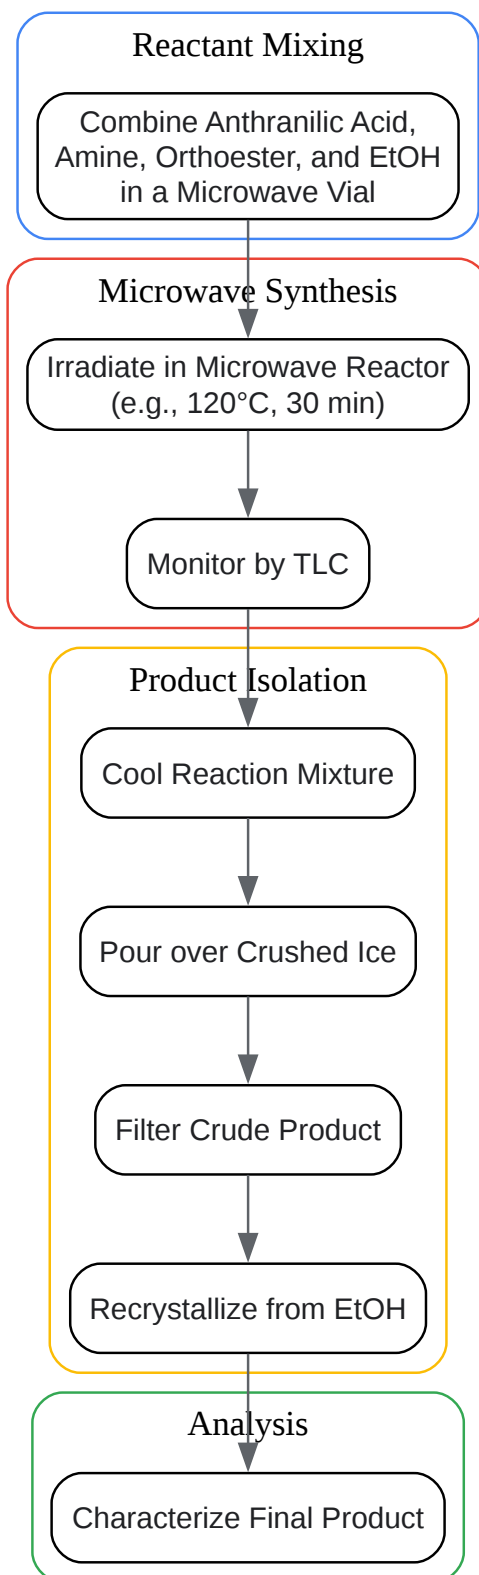 Reactant Mixing
Combine Anthranilic Acid,
Amine, Orthoester, and EtOH
in a Microwave Vial
Microwave Synthesis
Irradiate in Microwave Reactor
(e.g., 120°C, 30 min)
Monitor by TLC
Product Isolation
Cool Reaction Mixture
Pour over Crushed Ice
Filter Crude Product
Recrystallize from EtOH
Analysis
Characterize Final Product